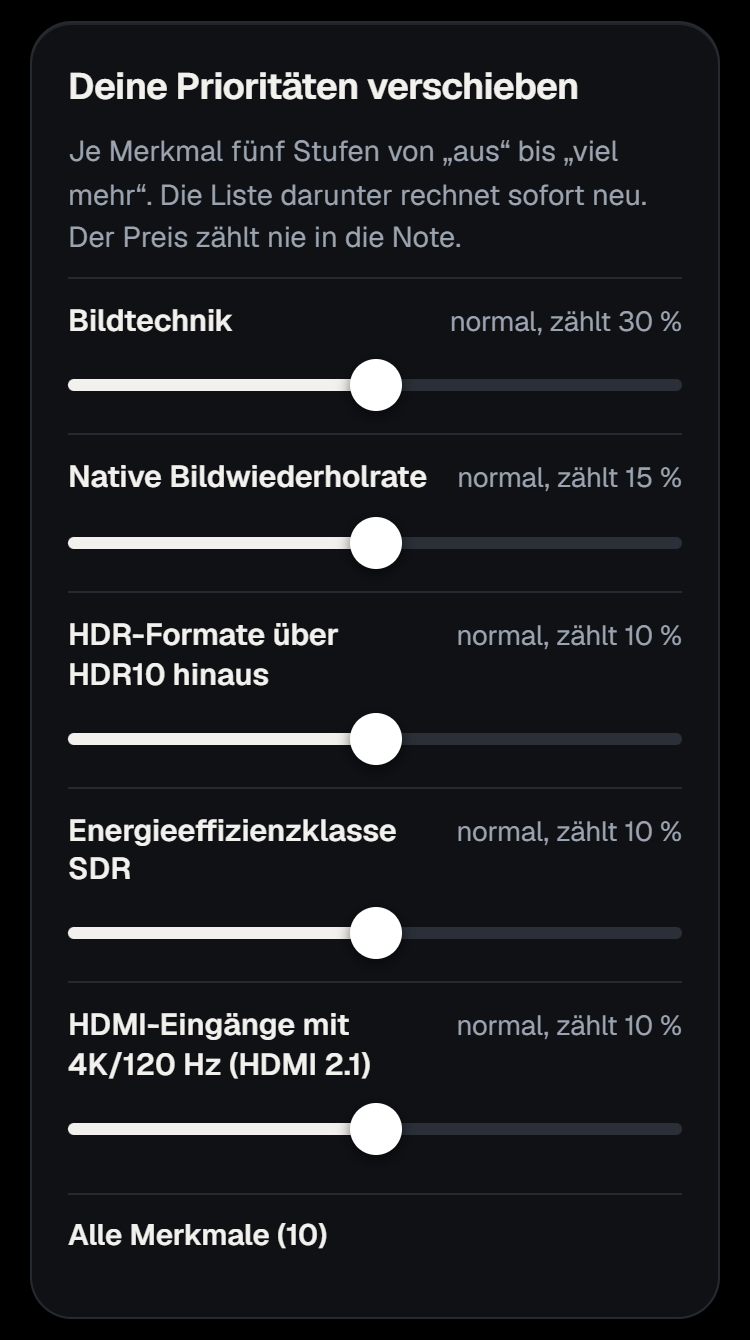 Deine Prioritäten verschieben
Je Merkmal fünf Stufen von „aus“ bis „viel
mehr“. Die Liste darunter rechnet sofort neu.
Der Preis zählt nie in die Note.
Bildtechnik normal, zählt 30 %
Native Bildwiederholrate normal, zählt 15 %
HDR-Formate über normal, zählt 10 %
HDR10 hinaus
Energieeffizienzklasse normal, zählt 10 %
SDR
HDMI-Eingänge mit normal, zählt 10 %
4K/120 Hz (HDMI 2.1)
Alle Merkmale (10)